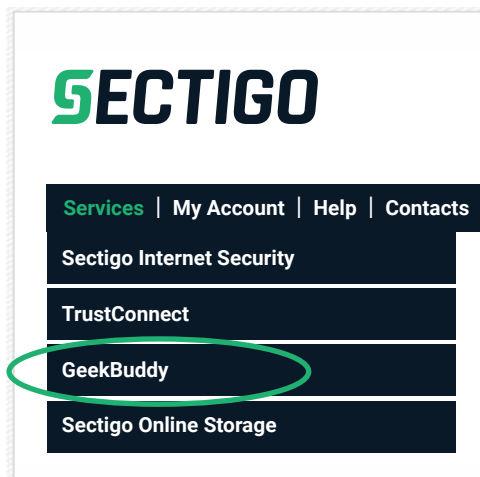 SECTIGO
Services | My Account | Help | Contacts
Sectigo Internet Security
TrustConnect
GeekBuddy
Sectigo Online Storage